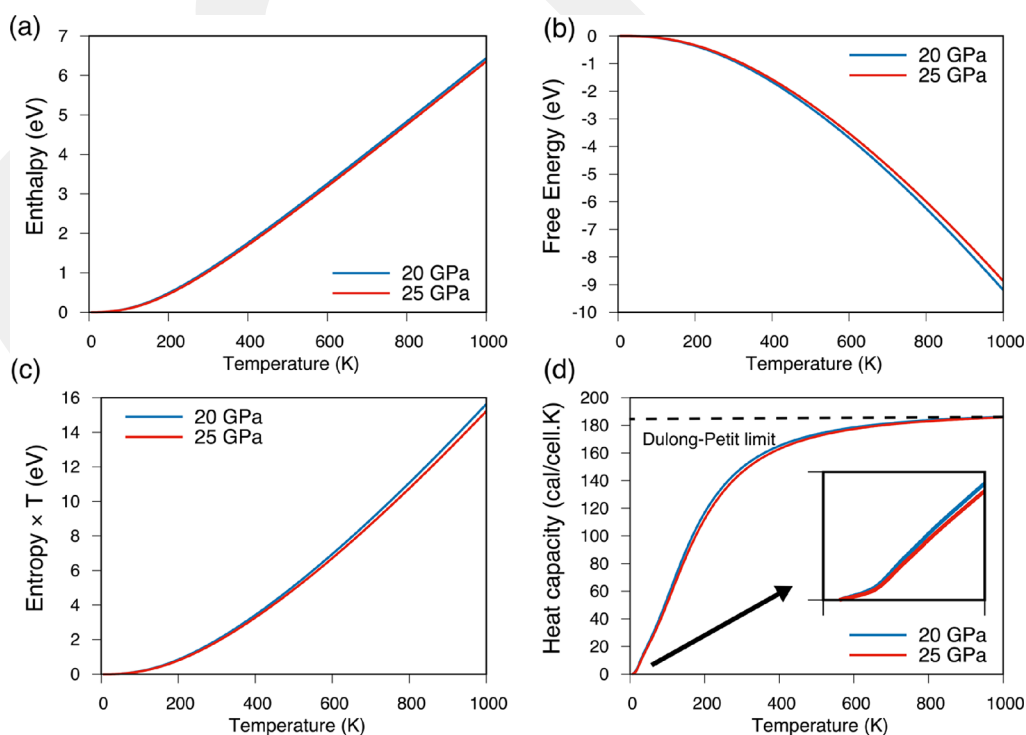 (a)
7
6
5
4
3
2
1
0
Enthalpy (eV)
20 GPa
25 GPa
0 200 400 600 800 1000
Temperature (K)
(b)
0
-1
-2
-3
-4
-5
-6
-7
-8
-9
-10
Free Energy (eV)
20 GPa
25 GPa
0 200 400 600 800 1000
Temperature (K)
(c)
16
14
12
10
8
6
4
2
0
Entropy × T (eV)
20 GPa
25 GPa
0 200 400 600 800 1000
Temperature (K)
(d)
200
180
160
140
120
100
80
60
40
20
0
Heat capacity (cal/cell.K)
Dulong-Petit limit
20 GPa
25 GPa
0 200 400 600 800 1000
Temperature (K)